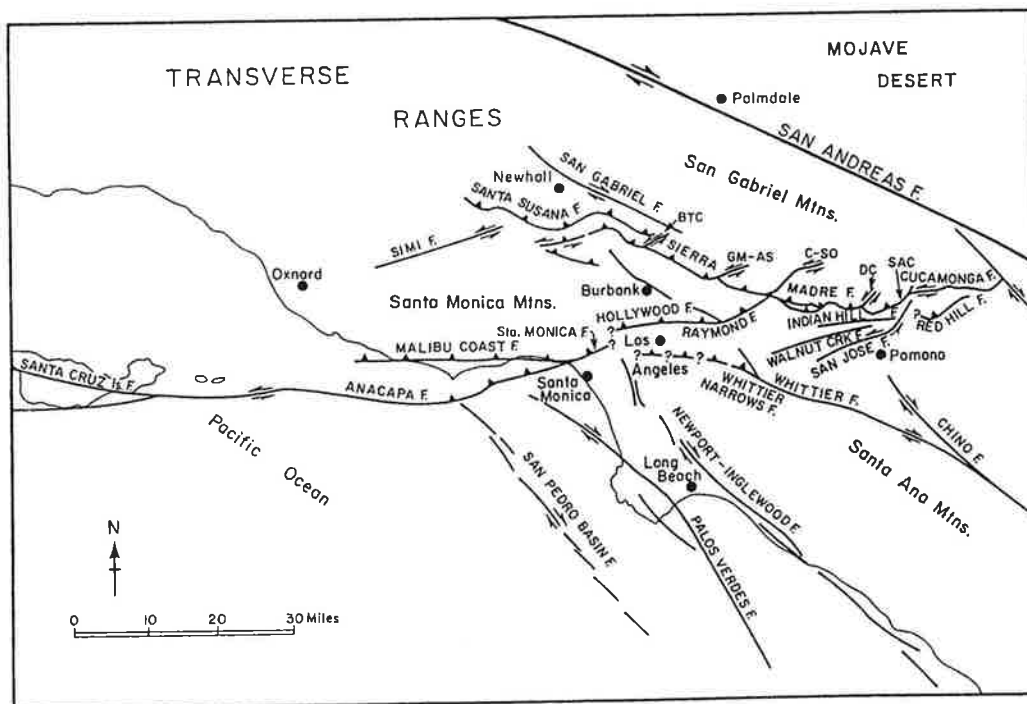 TRANSVERSE
RANGES
MOJAVE
DESERT
Palmdale
SAN ANDREAS F.
San Gabriel Mtns.
SAN GABRIEL F.
Newhall
SANTA SUSANA F.
BTC
SIERRA
GM-AS
C-SO
SAC
DC
CUCAMONGA F.
MADRE F.
SIMI F.
Oxnard
Santa Monica Mtns.
Burbank
HOLLYWOOD F.
RAYMOND F.
INDIAN HILL F.
RED HILL F.
?
WALNUT CRK F.
SAN JOSE F.
Pomona
Sta. MONICA F.
?
?
MALIBU COAST F.
Los
Angeles
? ? ?
SANTA CRUZ Is F.
ANACAPA F.
Santa
Monica
WHITTIER
NARROWS F.
WHITTIER F.
CHINO F.
Pacific
Ocean
NEWPORT-INGLEWOOD F.
Long
Beach
Santa Ana Mtns.
SAN PEDRO BASIN F.
PALOS VERDES F.
N
0 10 20 30 Miles